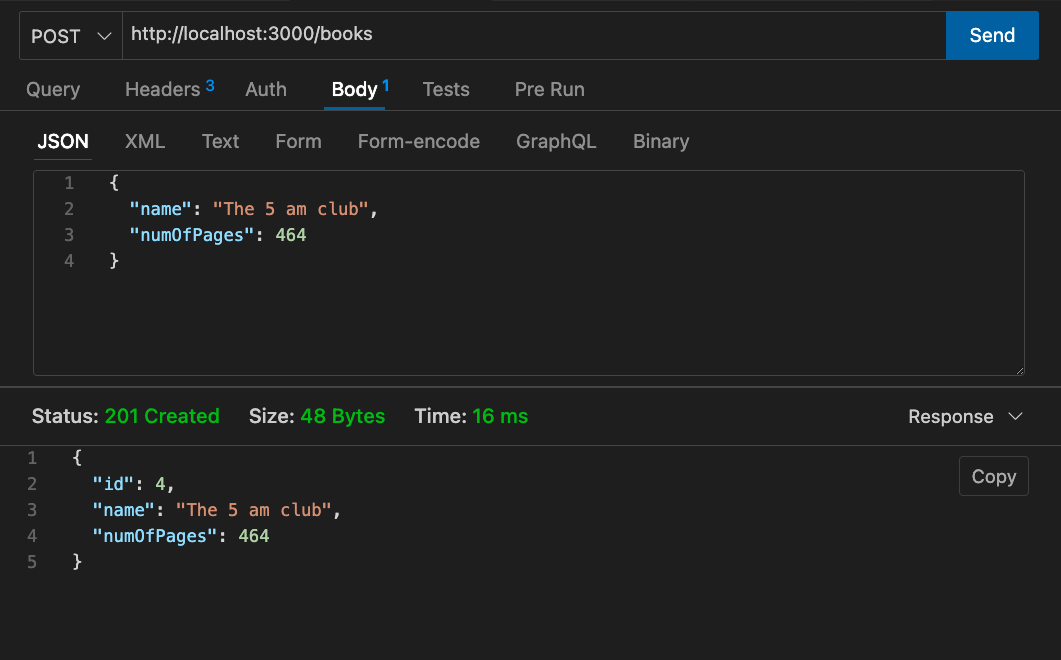 POST http://localhost:3000/books Send
Query Headers 3 Auth Body 1 Tests Pre Run
JSON XML Text Form Form-encode GraphQL Binary
1 {
2 "name": "The 5 am club",
3 "numOfPages": 464
4 }
Status: 201 Created Size: 48 Bytes Time: 16 ms Response
1 {
Copy
2 "id": 4,
3 "name": "The 5 am club",
4 "numOfPages": 464
5 }